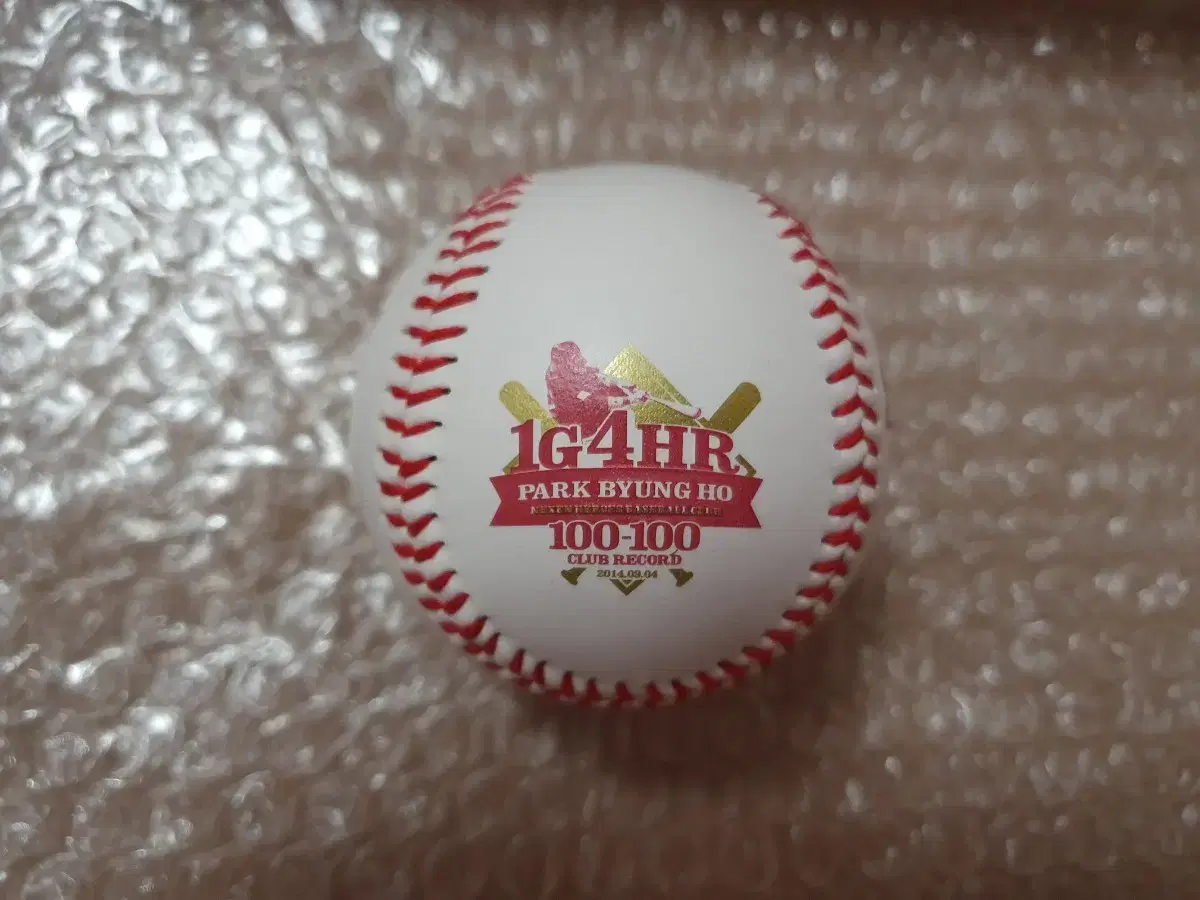 1G4HR
PARK BYUNG HO
NEXEN HEROES BASEBALL CLUB
100-100
CLUB RECORD
2014.09.04